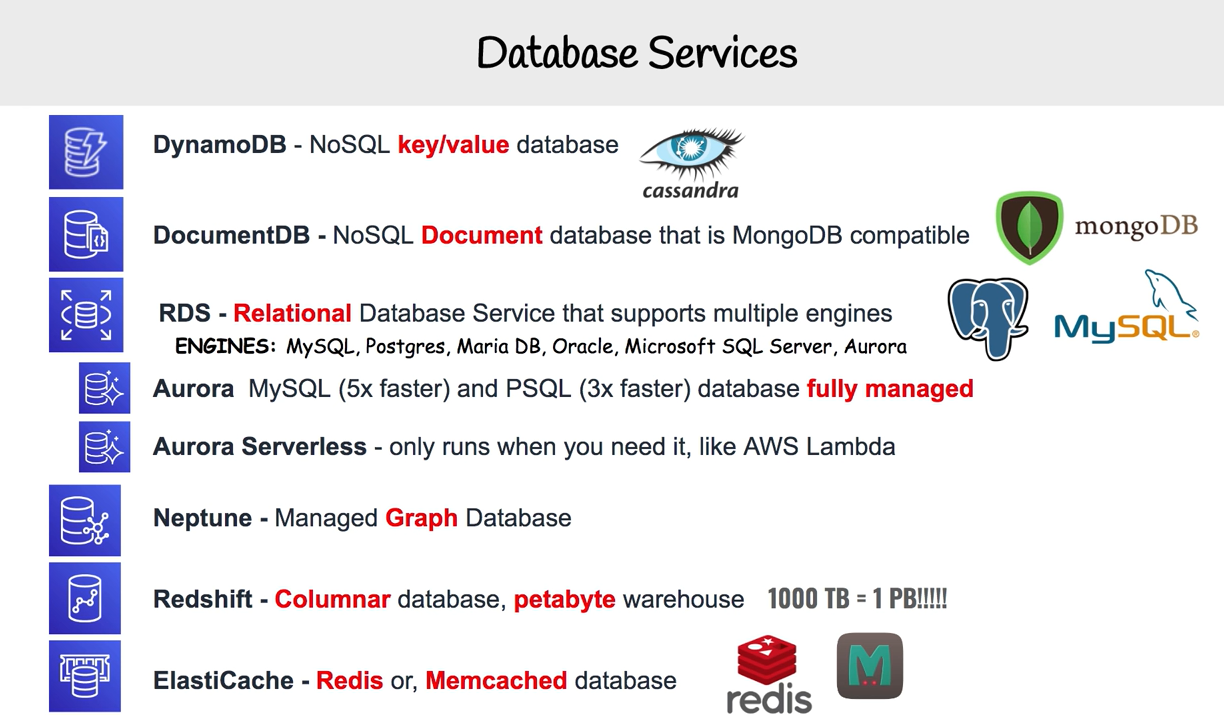 Database Services
DynamoDB - NoSQL key/value database
cassandra
DocumentDB - NoSQL Document database that is MongoDB compatible
mongoDB
RDS - Relational Database Service that supports multiple engines
ENGINES: MySQL, Postgres, Maria DB, Oracle, Microsoft SQL Server, Aurora
MySQL®
Aurora MySQL (5x faster) and PSQL (3x faster) database fully managed
Aurora Serverless - only runs when you need it, like AWS Lambda
Neptune - Managed Graph Database
Redshift - Columnar database, petabyte warehouse 1000 TB = 1 PB!!!!!
ElastiCache - Redis or, Memcached database
redis
M